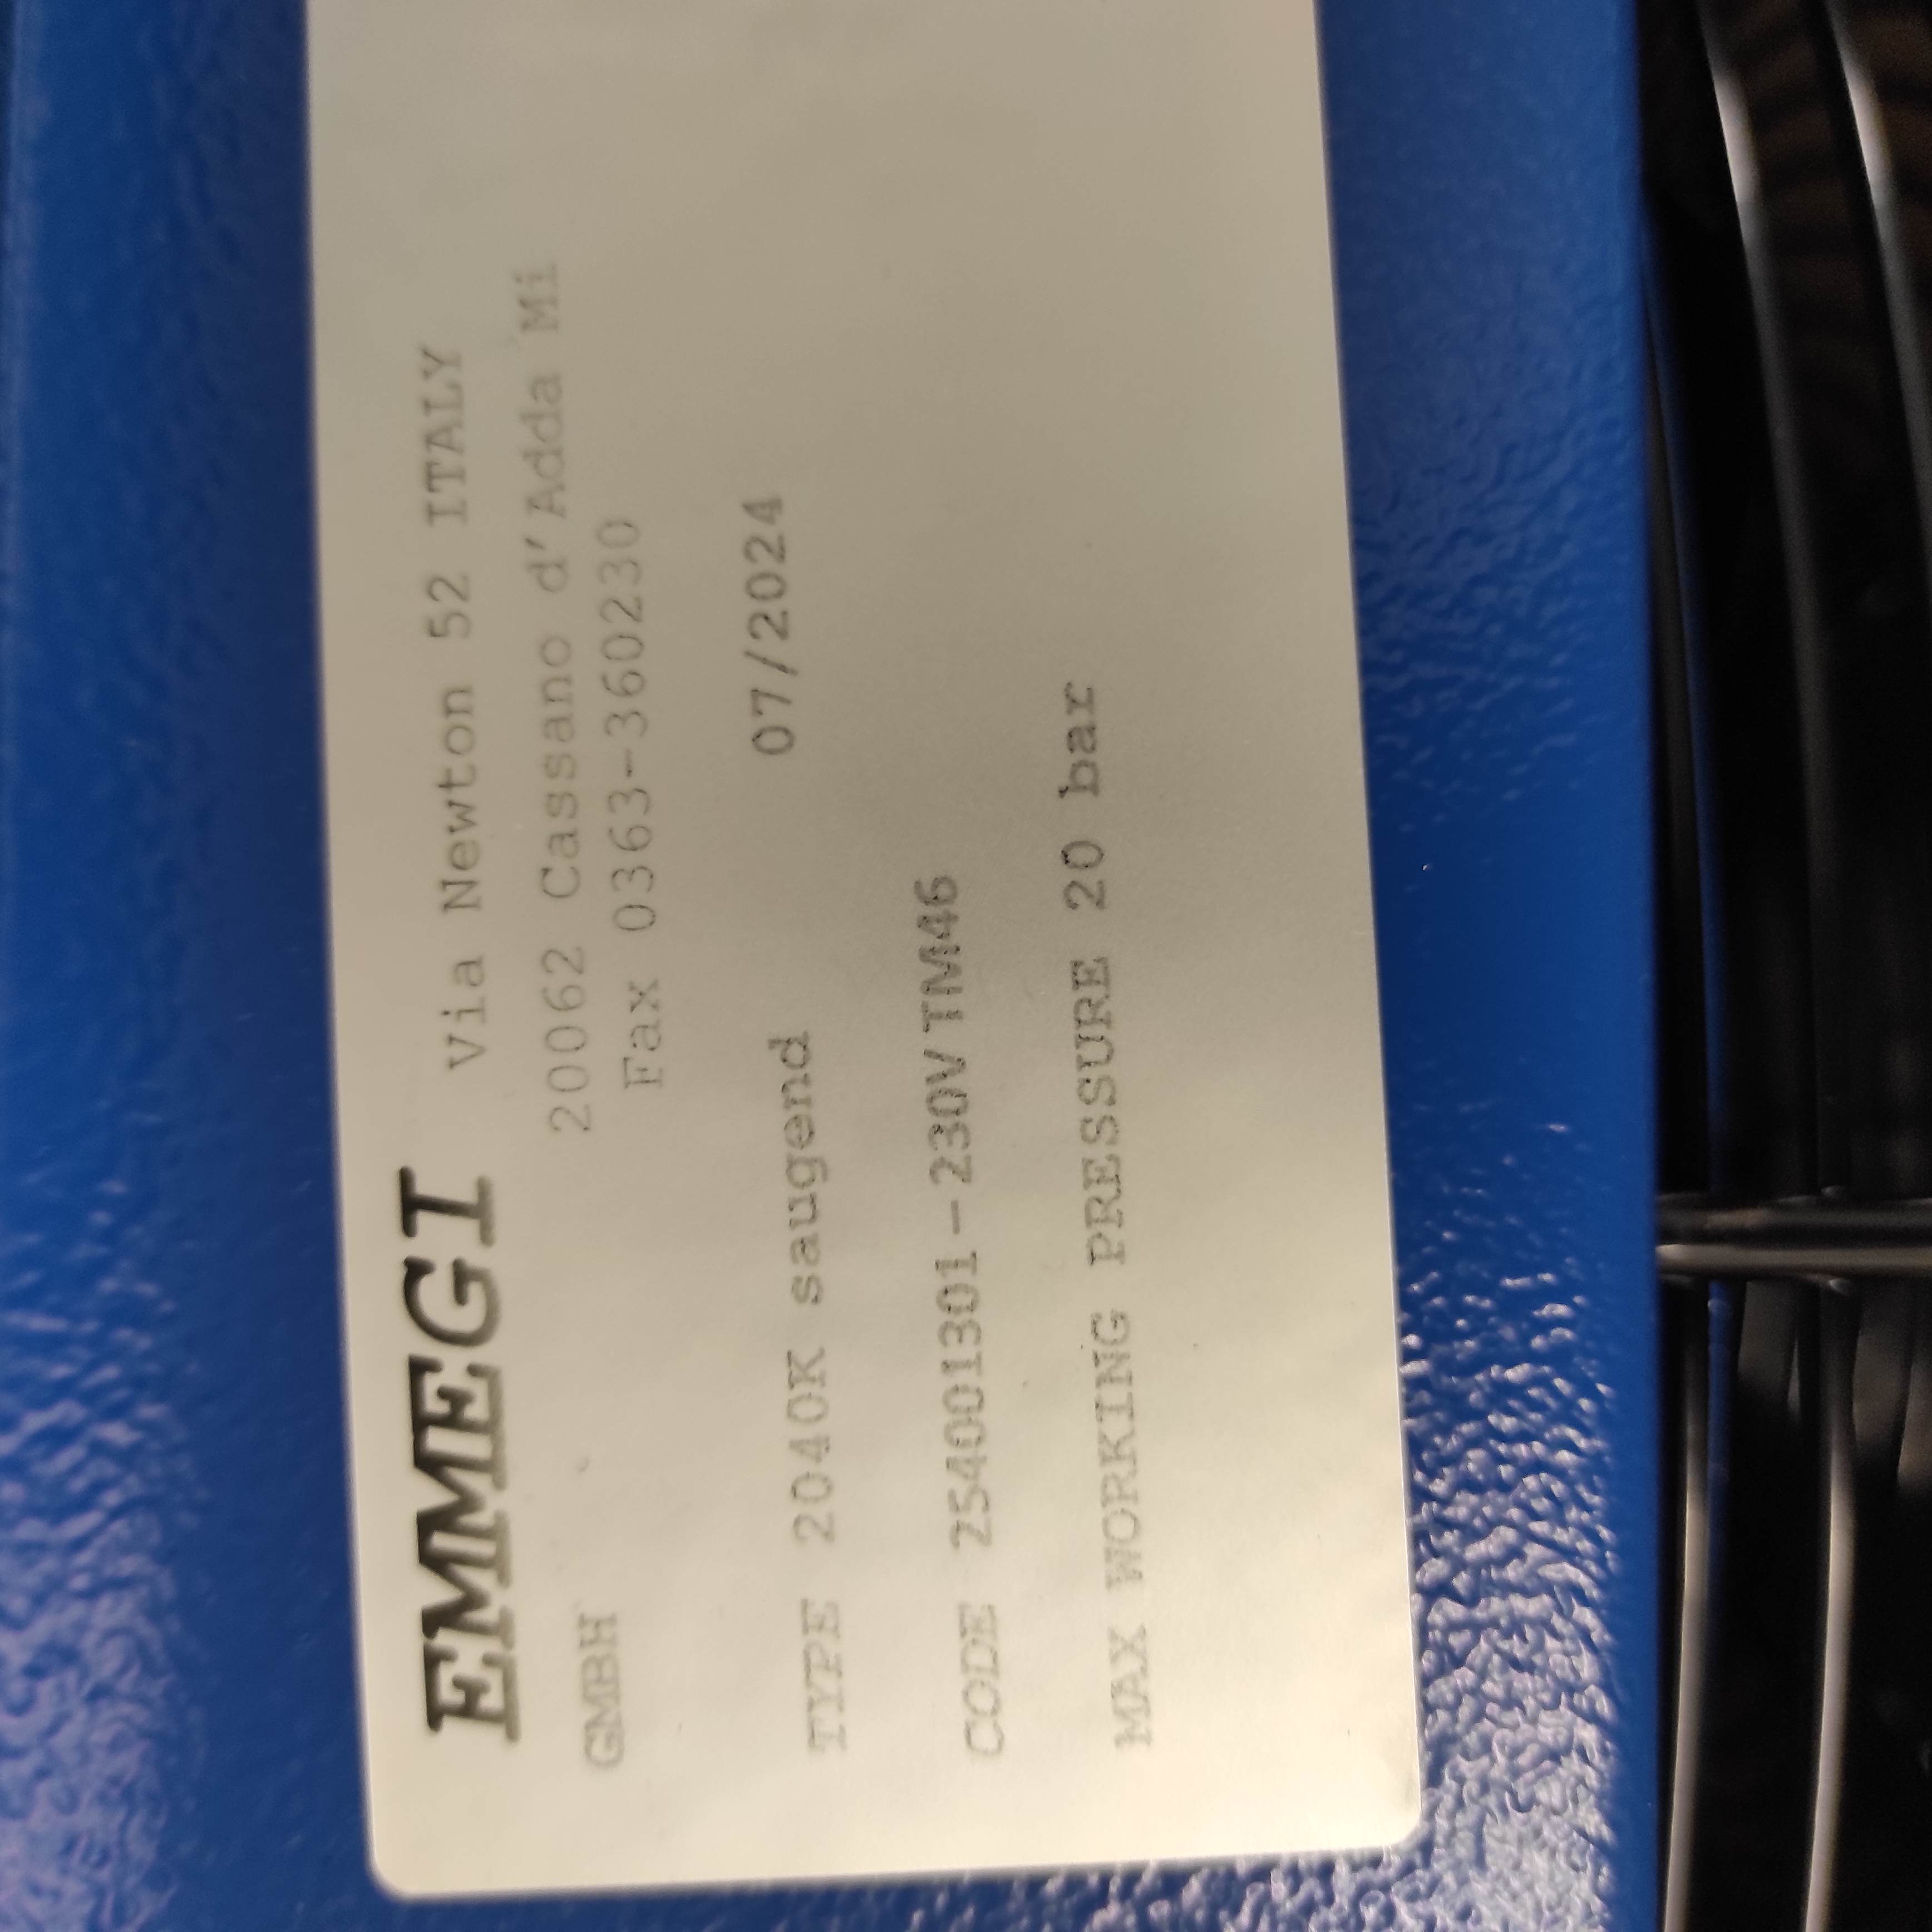 EMMEGI Via Newton 52 ITALY
GMBH 20062 Cassano d'Adda Mi
Fax 0363-360230
TYPE 2040K saugend 07/2024
CODE 254001301-230V TM46
MAX WORKING PRESSURE 20 bar